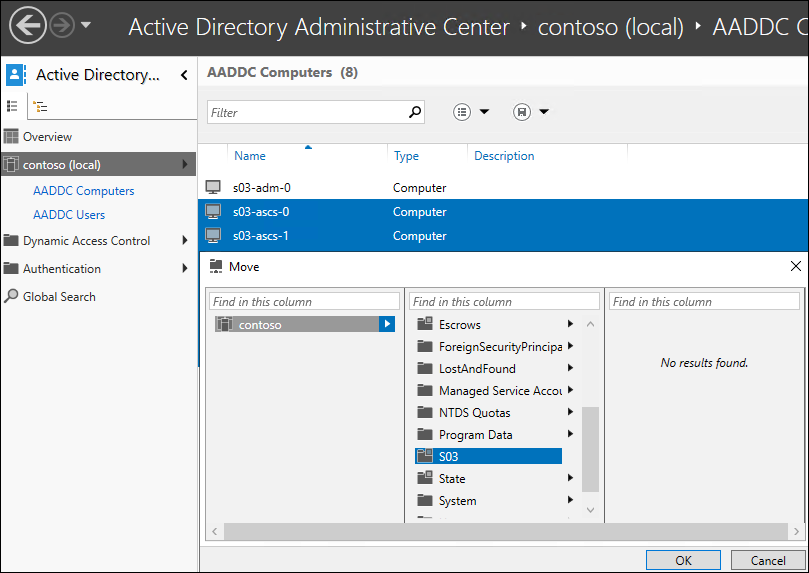 Active Directory Administrative Center • contoso (local) • AADDC C
Active Directory...
AADDC Computers (8)
Filter
Name Type Description
Overview
contoso (local)
AADDC Computers
AADDC Users
Dynamic Access Control
Authentication
Global Search
s03-adm-0 Computer
s03-ascs-0 Computer
s03-ascs-1 Computer
Move
Find in this column Find in this column Find in this column
contoso
Escrows
ForeignSecurityPrincipa
LostAndFound
Managed Service Accou
NTDS Quotas
Program Data
S03
State
System
No results found.
OK Cancel